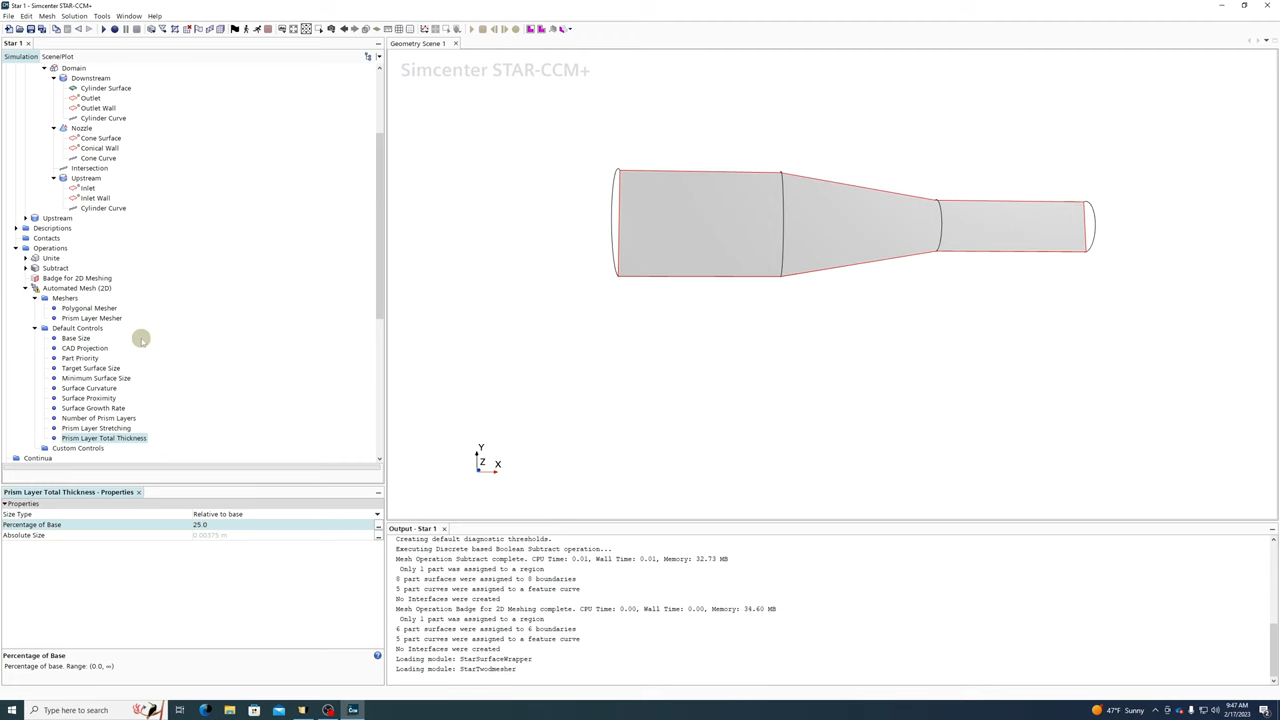 Star 1 - Simcenter STAR-CCM+
File Edit Mesh Solution Tools Window Help
Star 1
Geometry Scene 1
Simulation Scene/Plot
Simcenter STAR-CCM+
Domain
Downstream
Cylinder Surface
Outlet
Outlet Wall
Cylinder Curve
Nozzle
Cone Surface
Conical Wall
Cone Curve
Intersection
Upstream
Inlet
Inlet Wall
Cylinder Curve
Upstream
Descriptions
Contacts
Operations
Unite
Subtract
Badge for 2D Meshing
Automated Mesh (2D)
Meshers
Polygonal Mesher
Prism Layer Mesher
Default Controls
Base Size
CAD Projection
Part Priority
Target Surface Size
Minimum Surface Size
Surface Curvature
Surface Proximity
Surface Growth Rate
Number of Prism Layers
Prism Layer Stretching
Prism Layer Total Thickness
Custom Controls
Continua
Y
Z X
Prism Layer Total Thickness - Properties
Properties
Size Type Relative to base
Percentage of Base 25.0
Absolute Size 0.00375 m
Percentage of Base
Percentage of base. Range: (0.0, ∞)
Output - Star 1
Creating default diagnostic thresholds.
Executing Discrete based Boolean Subtract operation...
Mesh Operation Subtract complete. CPU Time: 0.01, Wall Time: 0.01, Memory: 32.73 MB
Only 1 part was assigned to a region
8 part surfaces were assigned to 8 boundaries
5 part curves were assigned to a feature curve
No Interfaces were created
Mesh Operation Badge for 2D Meshing complete. CPU Time: 0.00, Wall Time: 0.00, Memory: 34.60 MB
Only 1 part was assigned to a region
6 part surfaces were assigned to 6 boundaries
5 part curves were assigned to a feature curve
No Interfaces were created
Loading module: StarSurfaceWrapper
Loading module: StarTwodmesher
Type here to search
47°F Sunny
9:47 AM
2/17/2023